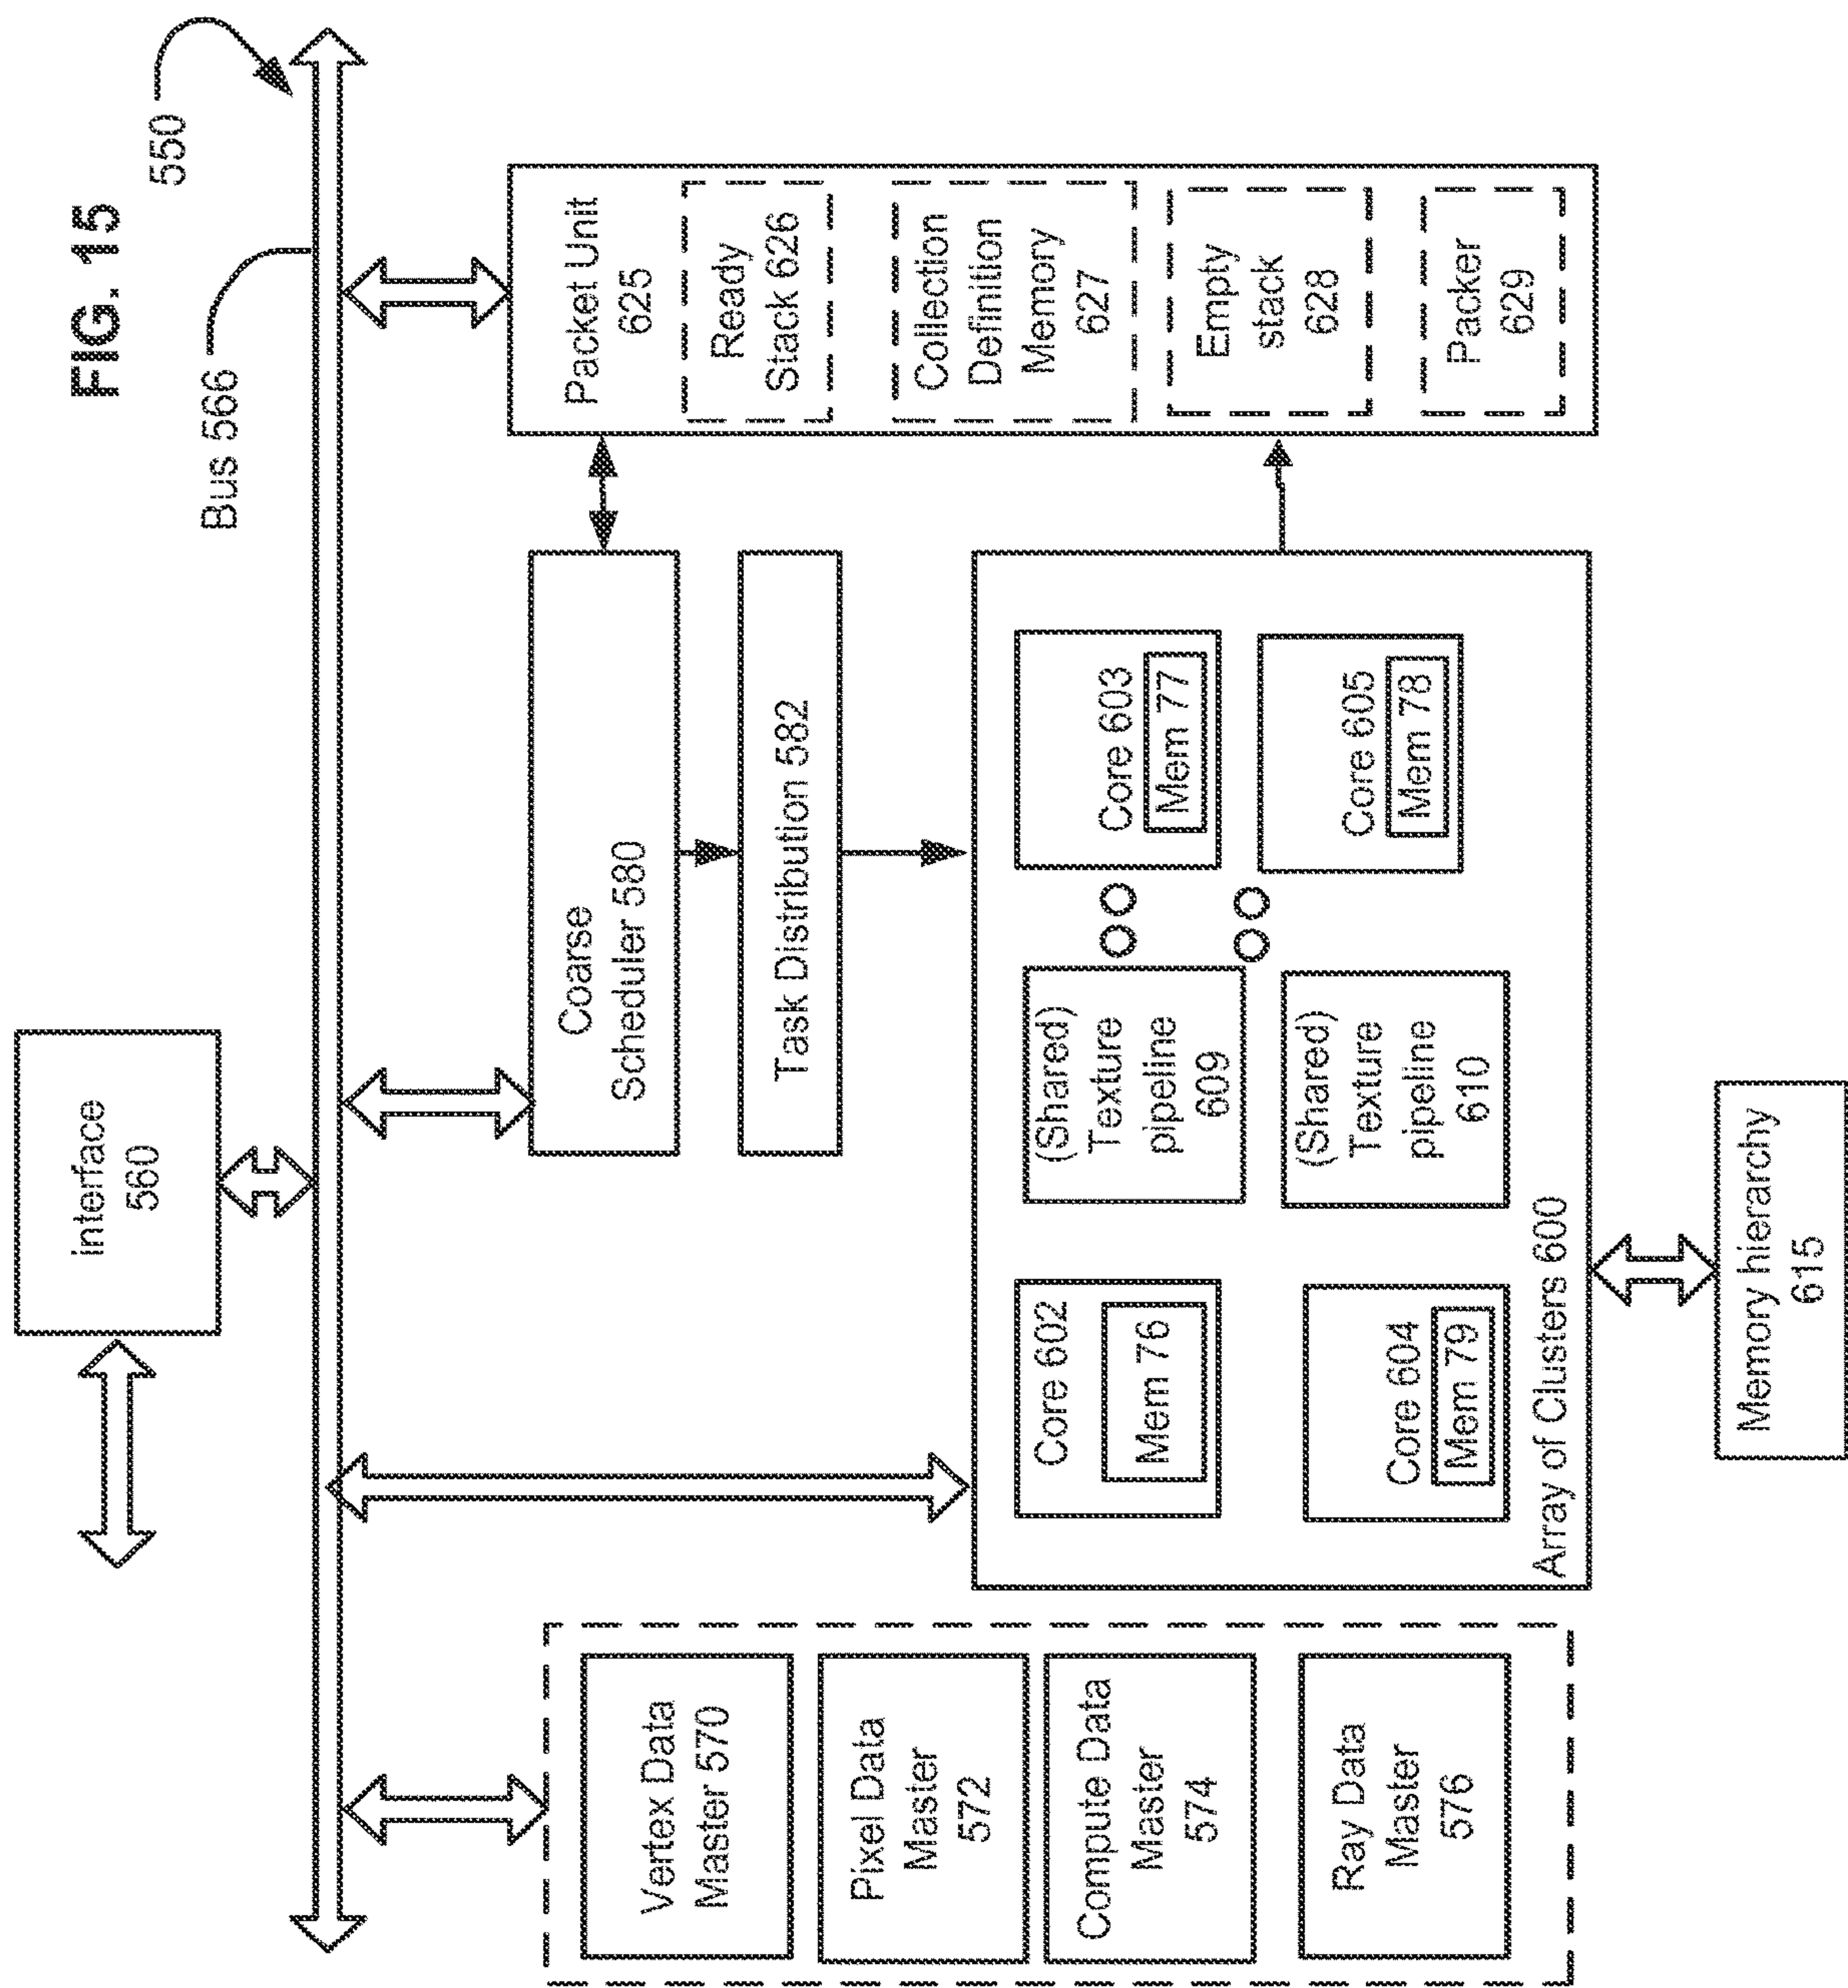 FIG. 15
550
Bus 566
interface
560
Vertex Data
Master 570
Pixel Data
Master
572
Compute Data
Master
574
Ray Data
Master
576
Coarse
Scheduler 580
Task Distribution 582
Core 602
Mem 76
(Shared)
Texture
pipeline
609
Core 603
Mem 77
Core 604
Mem 79
(Shared)
Texture
pipeline
610
Core 605
Mem 78
Array of Clusters 600
Memory hierarchy
615
Packet Unit
625
Ready
Stack 626
Collection
Definition
Memory
627
Empty
stack
628
Packer
629